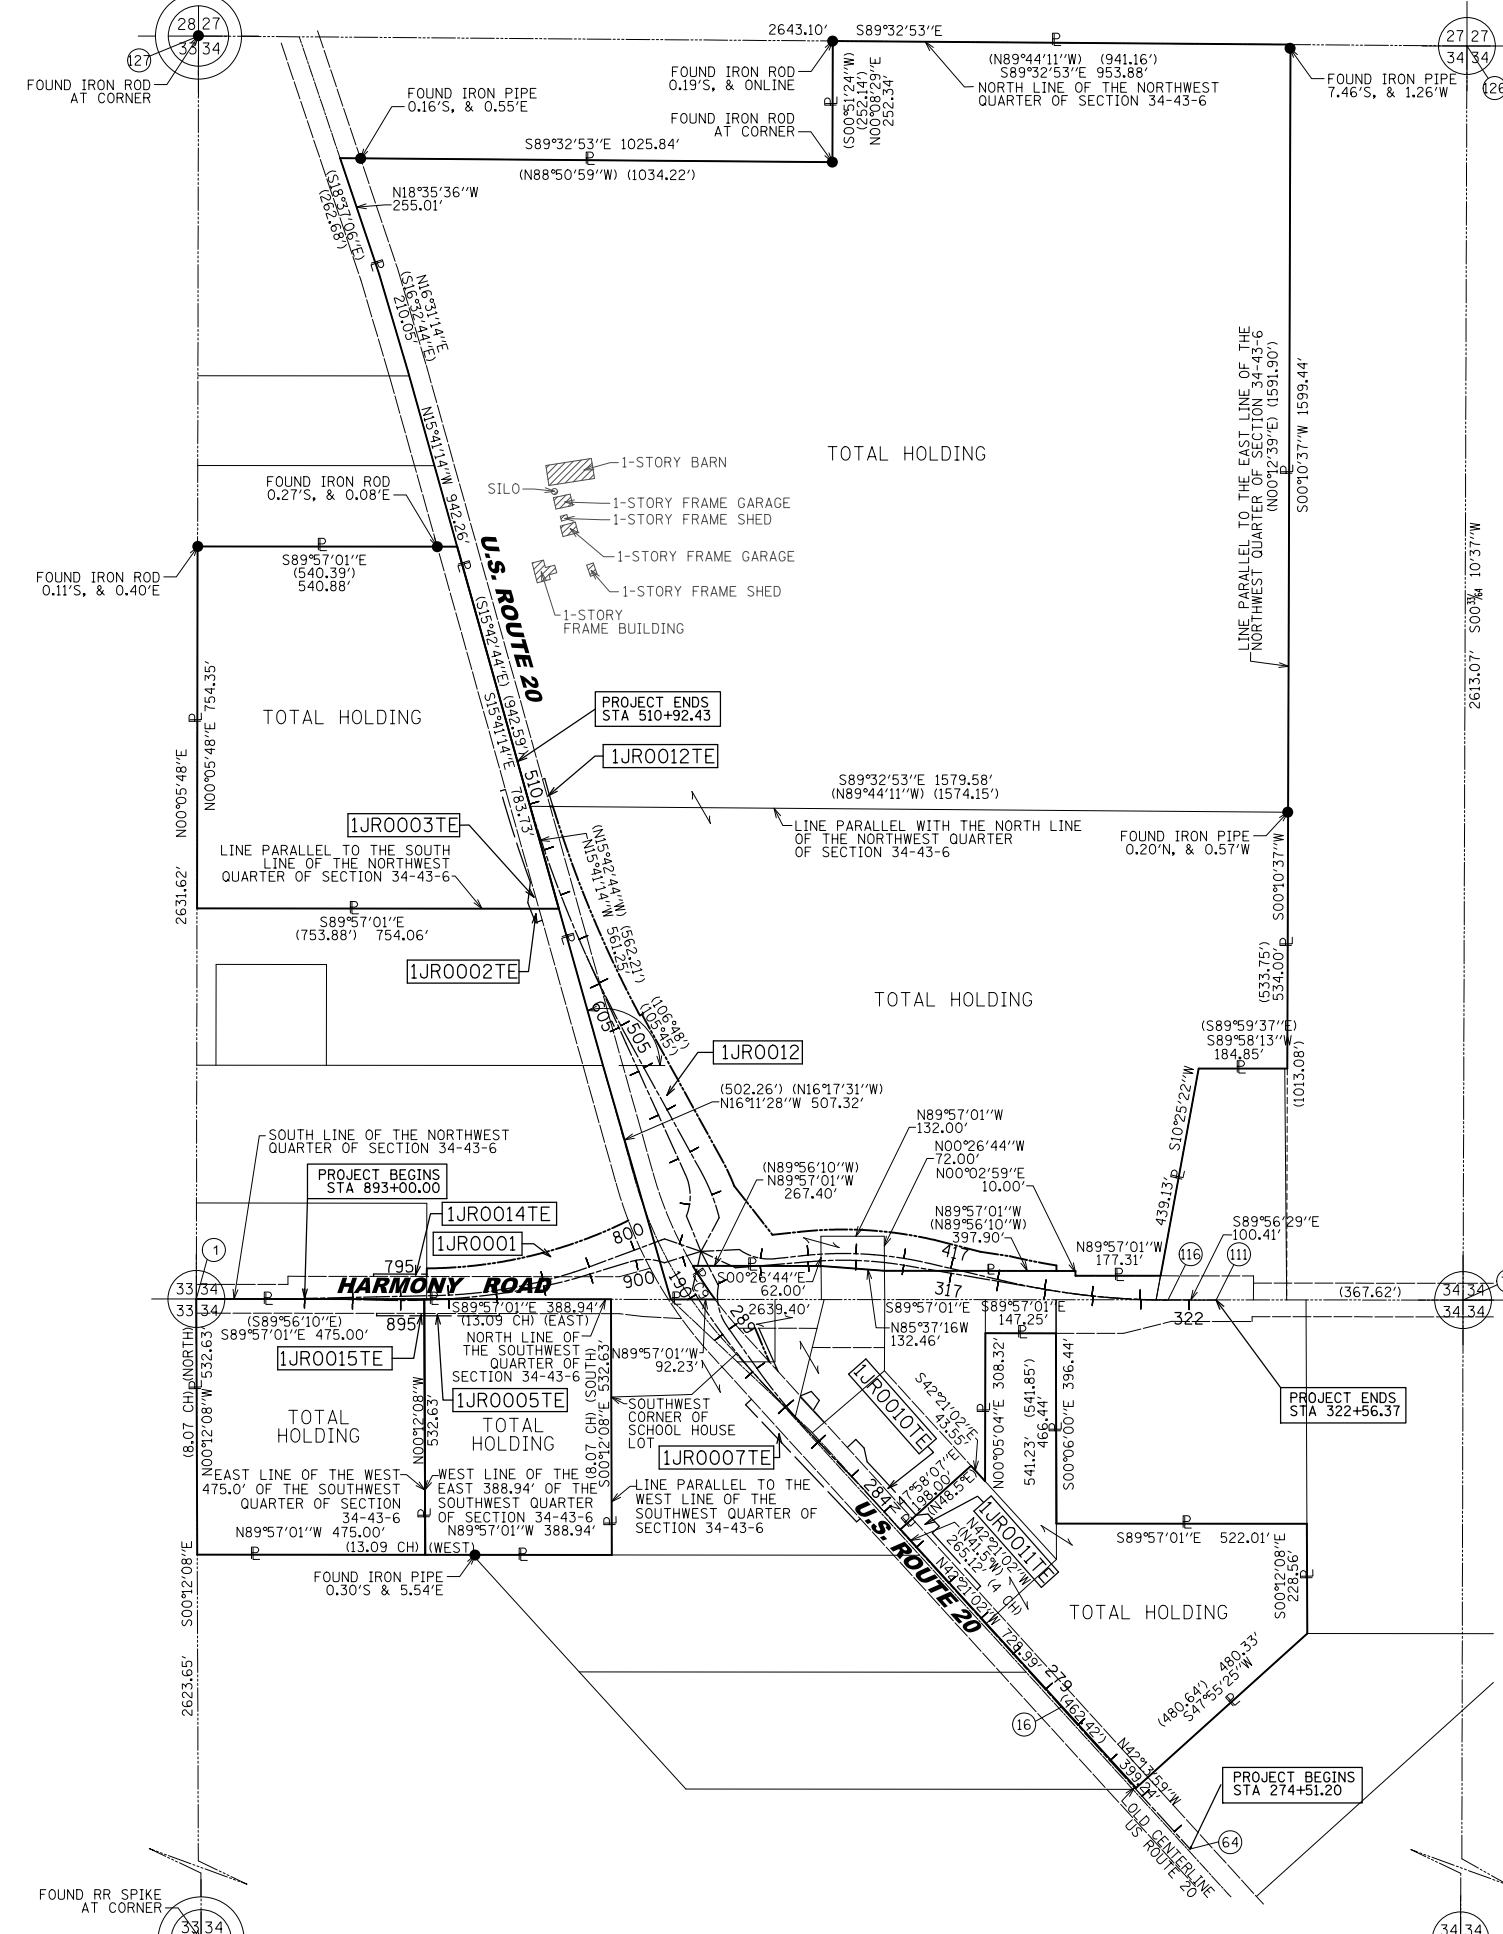 28 27
33 34
127
FOUND IRON ROD
AT CORNER
2643.10' S89°32'53"E
27 27
34 34
FOUND IRON ROD
0.19'S, & ONLINE
(N89°44'11"W) (941.16')
S89°32'53"E 953.88'
NORTH LINE OF THE NORTHWEST
QUARTER OF SECTION 34-43-6
FOUND IRON PIPE
7.46'S, & 1.26'W
FOUND IRON PIPE
0.16'S, & 0.55'E
FOUND IRON ROD
AT CORNER
(S00°51'24"W)
(252.14')
N00°08'29"E
252.34'
S89°32'53"E 1025.84'
(N88°50'59"W) (1034.22')
N18°35'36"W
255.01'
(S18°37'06"E)
(262.68')
N16°31'14"E
(S16°32'44"E)
210.05'
N15°41'14"W 942.26'
TOTAL HOLDING
LINE PARALLEL TO THE EAST LINE OF THE
NORTHWEST QUARTER OF SECTION 34-43-6
(N00°12'39"E) (1591.90')
S00°10'37"W 1599.44'
1-STORY BARN
SILO
1-STORY FRAME GARAGE
1-STORY FRAME SHED
1-STORY FRAME GARAGE
1-STORY FRAME SHED
1-STORY
FRAME BUILDING
FOUND IRON ROD
0.27'S, & 0.08'E
S89°57'01"E
(540.39')
540.88'
FOUND IRON ROD
0.11'S, & 0.40'E
U.S. ROUTE 20
(S15°42'44"E) (942.59')
S15°41'14"E 783.73'
N00°05'48"E 754.35'
2631.62' N00°05'48"E
TOTAL HOLDING
PROJECT ENDS
STA 510+92.43
1JR0012TE
510
S89°32'53"E 1579.58'
(N89°44'11"W) (1574.15')
LINE PARALLEL WITH THE NORTH LINE
OF THE NORTHWEST QUARTER
OF SECTION 34-43-6
FOUND IRON PIPE
0.20'N, & 0.57'W
1JR0003TE
LINE PARALLEL TO THE SOUTH
LINE OF THE NORTHWEST
QUARTER OF SECTION 34-43-6
S89°57'01"E
(753.88') 754.06'
1JR0002TE
(N15°42'44"W) (562.21')
N15°41'14"W 561.25'
605
505
(106°48')
(105°45')
TOTAL HOLDING
S00°10'37"W
(533.75')
534.00'
(S89°59'37"E)
S89°58'13"W
184.85'
(1013.08')
S10°25'22"W
439.13'
1JR0012
(502.26') (N16°17'31"W)
N16°11'28"W 507.32'
N89°57'01"W
132.00'
N00°26'44"W
72.00'
N00°02'59"E
10.00'
(N89°56'10"W)
N89°57'01"W
267.40'
N89°57'01"W
(N89°56'10"W)
397.90'
N89°57'01"W
177.31'
S89°56'29"E
100.41'
SOUTH LINE OF THE NORTHWEST
QUARTER OF SECTION 34-43-6
PROJECT BEGINS
STA 893+00.00
1JR0014TE
1JR0001
1
116
111
795
800
417
HARMONY ROAD
900
190
S00°26'44"E
62.00'
317
322
33 34
33 34
34 34
34 34
(367.62')
(S89°56'10"E)
S89°57'01"E 475.00'
895
S89°57'01"E 388.94'
(13.09 CH) (EAST)
2639.40'
289
S89°57'01"E
S89°57'01"E
147.25'
N85°37'16W
132.46'
NORTH LINE OF
THE SOUTHWEST
QUARTER OF
SECTION 34-43-6
N89°57'01"W
92.23'
1JR0015TE
1JR0005TE
(8.07 CH) (NORTH)
N00°12'08"W 532.63'
N00°12'08"W
532.63'
(8.07 CH) (SOUTH)
S00°12'08"E 532.63'
TOTAL
HOLDING
TOTAL
HOLDING
SOUTHWEST
CORNER OF
SCHOOL HOUSE
LOT
1JR0007TE
1JR0010TE
S42°21'02"E
43.55'
N00°05'04"E 308.32'
541.23' (541.85')
466.44'
S00°06'00"E 396.44'
PROJECT ENDS
STA 322+56.37
EAST LINE OF THE WEST
475.0' OF THE SOUTHWEST
QUARTER OF SECTION
34-43-6
N89°57'01"W 475.00'
(13.09 CH) (WEST)
WEST LINE OF THE
EAST 388.94' OF THE
SOUTHWEST QUARTER
OF SECTION 34-43-6
N89°57'01"W 388.94'
LINE PARALLEL TO THE
WEST LINE OF THE
SOUTHWEST QUARTER OF
SECTION 34-43-6
284
198.00'
(N48.5°E)
1JR0011TE
N42°21'02"W
(N41.5°W)
265.12' (4 CH)
N42°21'02"W 728.99'
U.S. ROUTE 20
S89°57'01"E 522.01'
S00°12'08"E
228.56'
FOUND IRON PIPE
0.30'S & 5.54'E
TOTAL HOLDING
(480.64') 480.33'
S47°55'25"W
279
(462.42')
16
N42°13'59"W
399.24'
PROJECT BEGINS
STA 274+51.20
64
OLD CENTERLINE
US ROUTE 20
2623.65' S00°12'08"E
2613.07'
10'37"W
FOUND RR SPIKE
AT CORNER
33 34
34 34